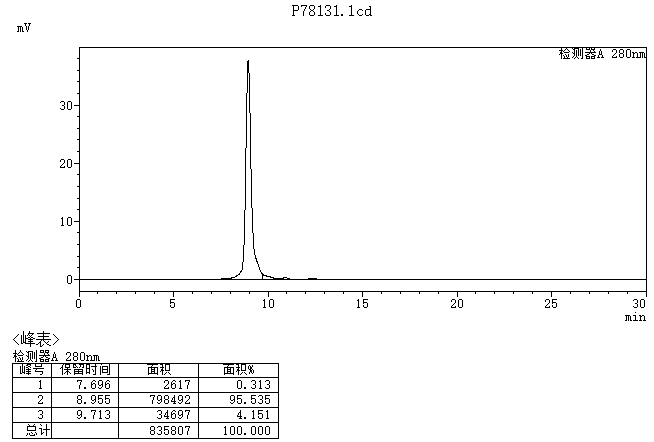 P78131.lcd
mV
检测器A 280nm
30
20
10
0
0 5 10 15 20 25 30
min
<峰表>
检测器A 280nm
峰号 保留时间 面积 面积%
1 7.696 2617 0.313
2 8.955 798492 95.535
3 9.713 34697 4.151
总计 835807 100.000